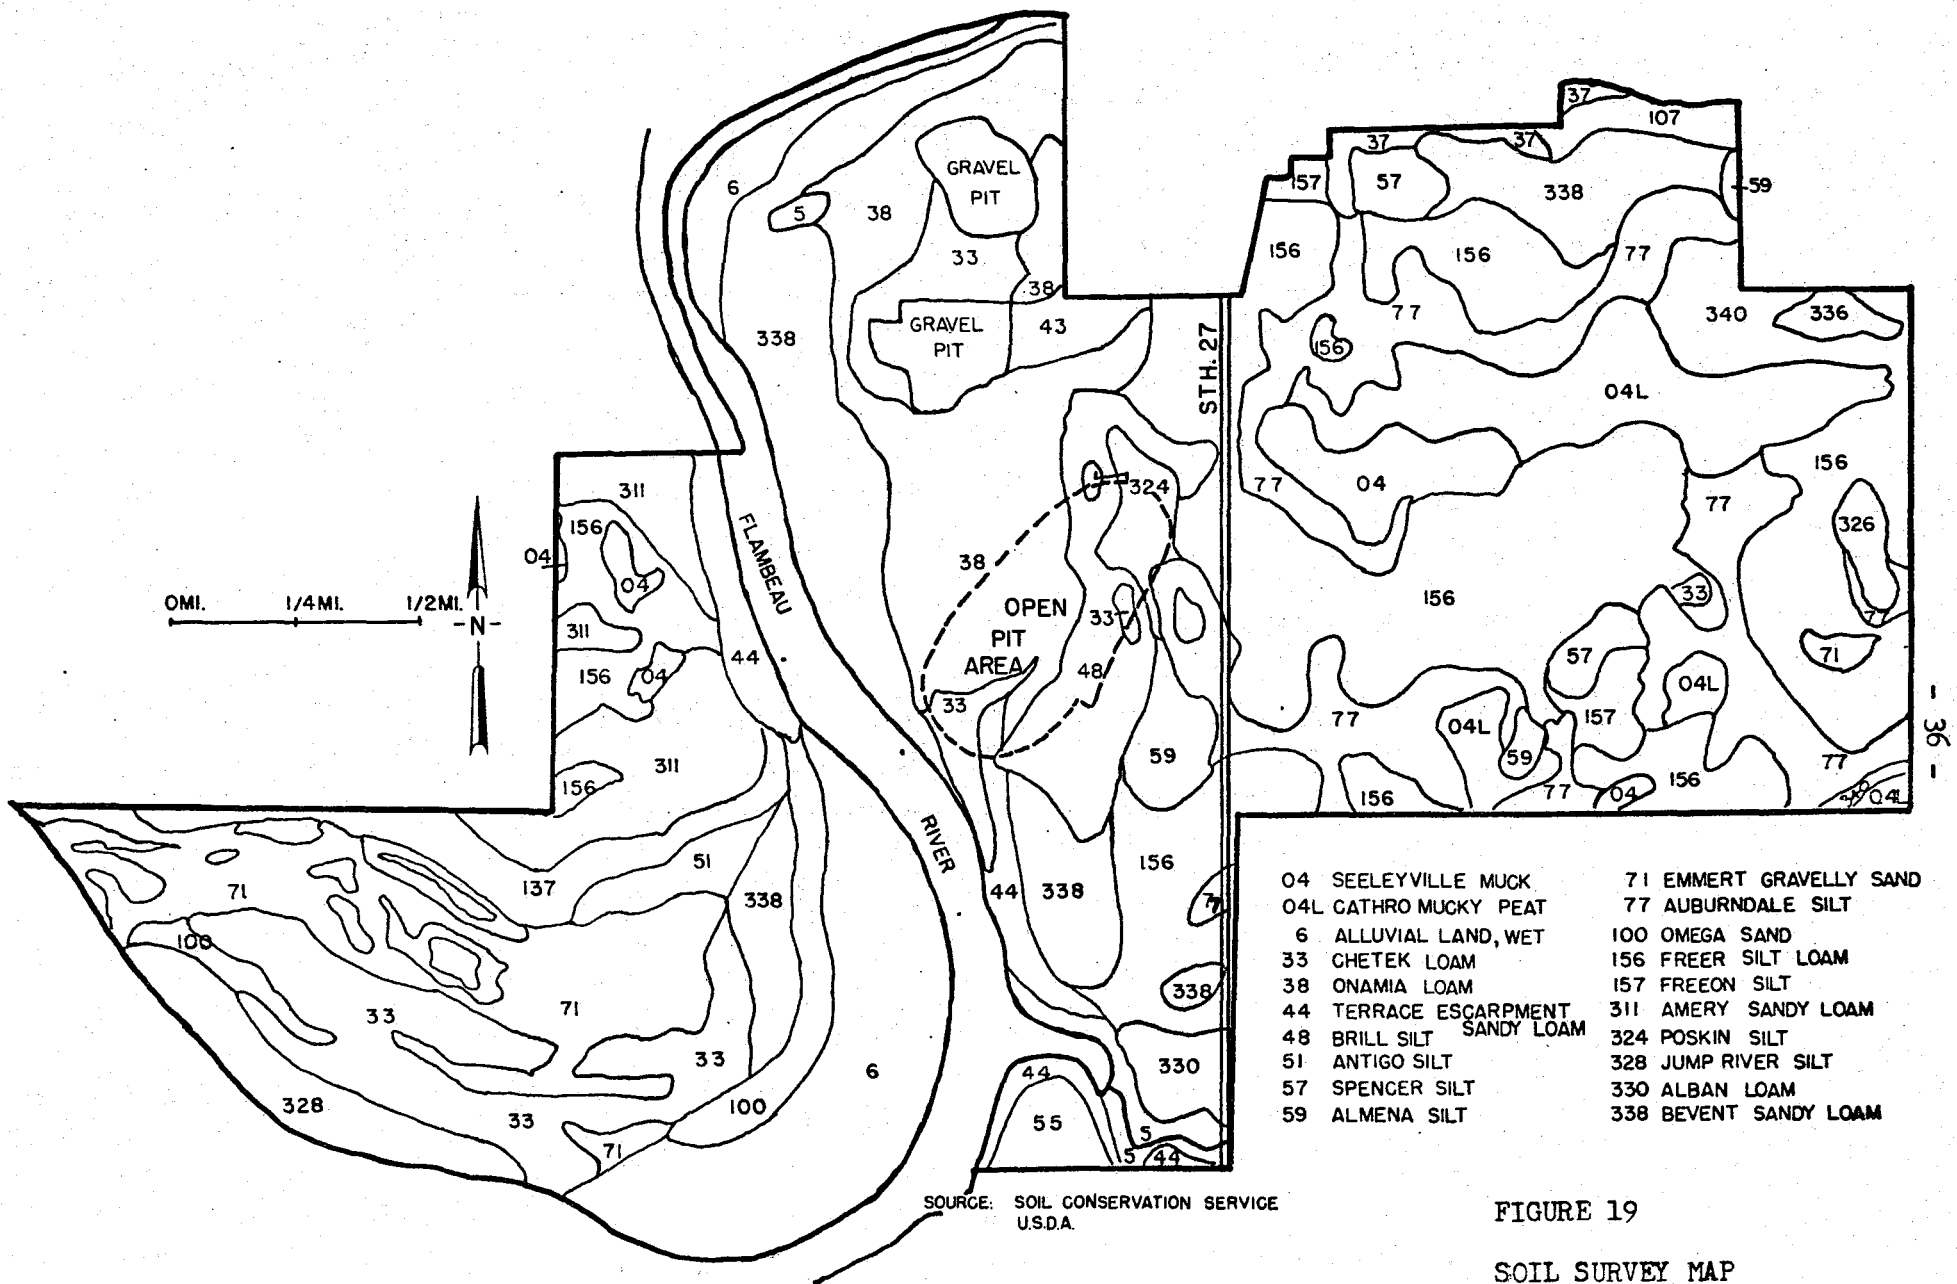 37
107
37
37
157
57
338
59
6
5
38
GRAVEL
PIT
33
38
156
156
77
GRAVEL
PIT
43
338
STH. 27
156
77
340
336
04L
311
156
04
04
311
156
04
44
311
156
FLAMBEAU
RIVER
0MI. 1/4MI. 1/2MI.
-N-
324
38
OPEN
PIT
AREA
33
48
33
59
77
04
156
77
156
326
33
71
57
04L
157
77
04L
59
77
156
77
04
156
77
04L
- 36 -
71
137
51
338
100
33
71
33
328
33
71
100
6
44
338
156
77
338
330
44
55
5
5
44
04 SEELEYVILLE MUCK
04L CATHRO MUCKY PEAT
6 ALLUVIAL LAND, WET
33 CHETEK LOAM
38 ONAMIA LOAM
44 TERRACE ESCARPMENT
SANDY LOAM
48 BRILL SILT
51 ANTIGO SILT
57 SPENCER SILT
59 ALMENA SILT
71 EMMERT GRAVELLY SAND
77 AUBURNDALE SILT
100 OMEGA SAND
156 FREER SILT LOAM
157 FREEON SILT
311 AMERY SANDY LOAM
324 POSKIN SILT
328 JUMP RIVER SILT
330 ALBAN LOAM
338 BEVENT SANDY LOAM
SOURCE: SOIL CONSERVATION SERVICE
U.S.D.A.
FIGURE 19
SOIL SURVEY MAP